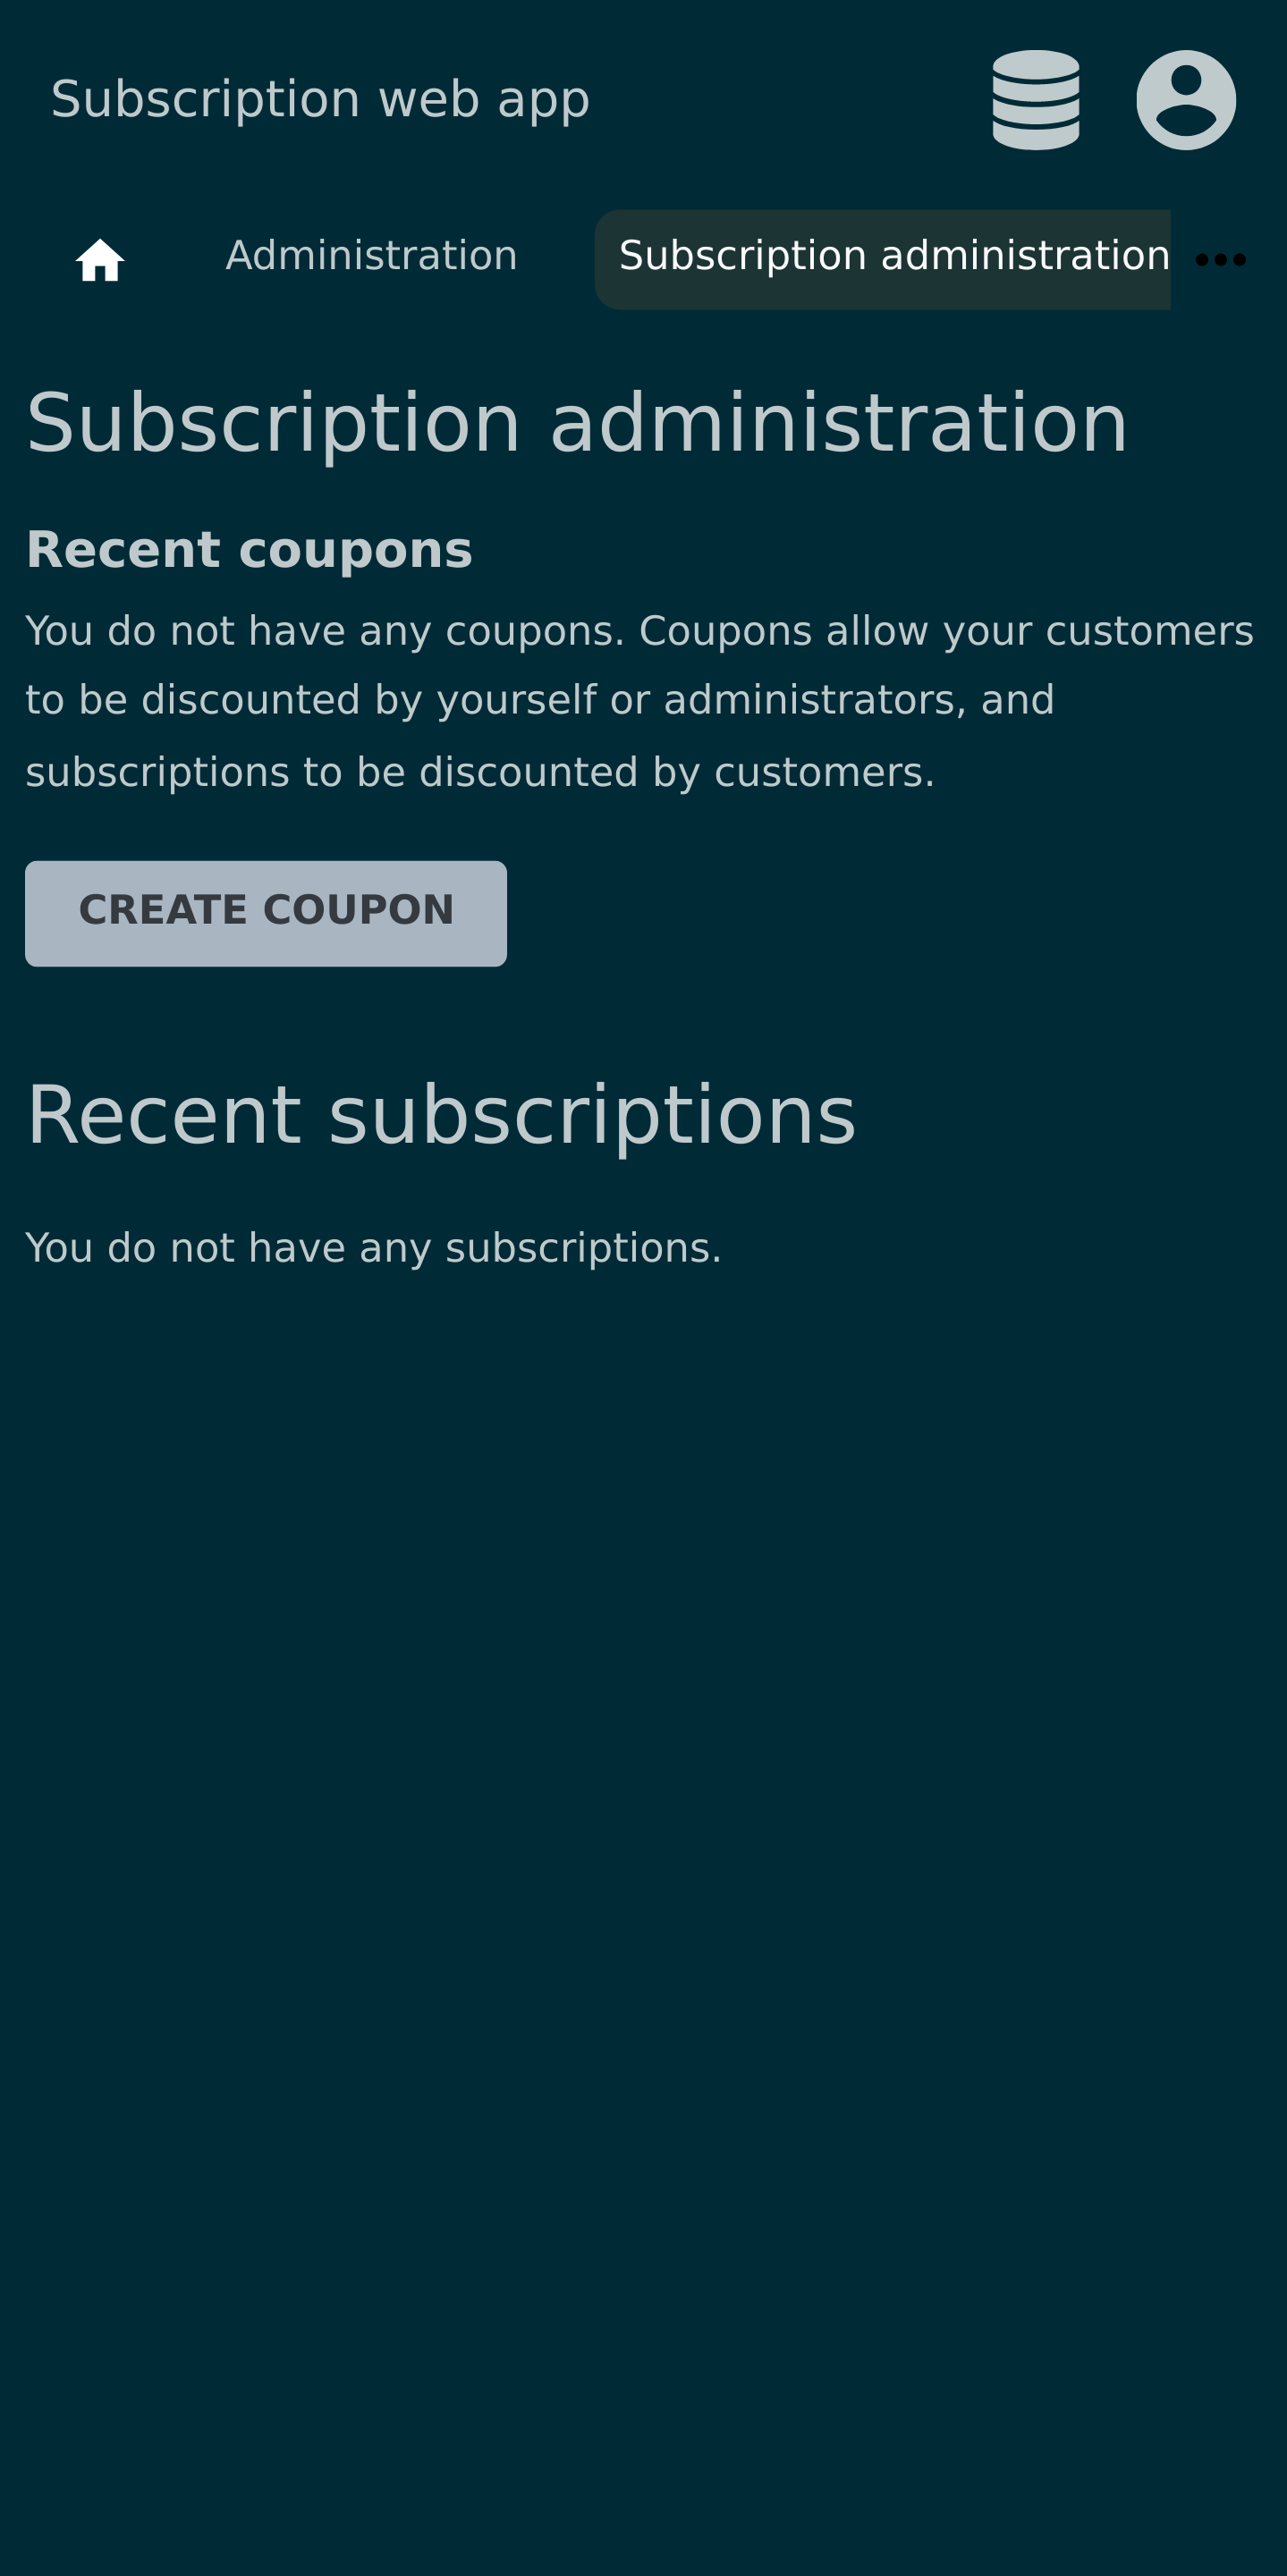 Subscription web app
Administration
Subscription administration
Subscription administration
Recent coupons
You do not have any coupons. Coupons allow your customers
to be discounted by yourself or administrators, and
subscriptions to be discounted by customers.
CREATE COUPON
Recent subscriptions
You do not have any subscriptions.